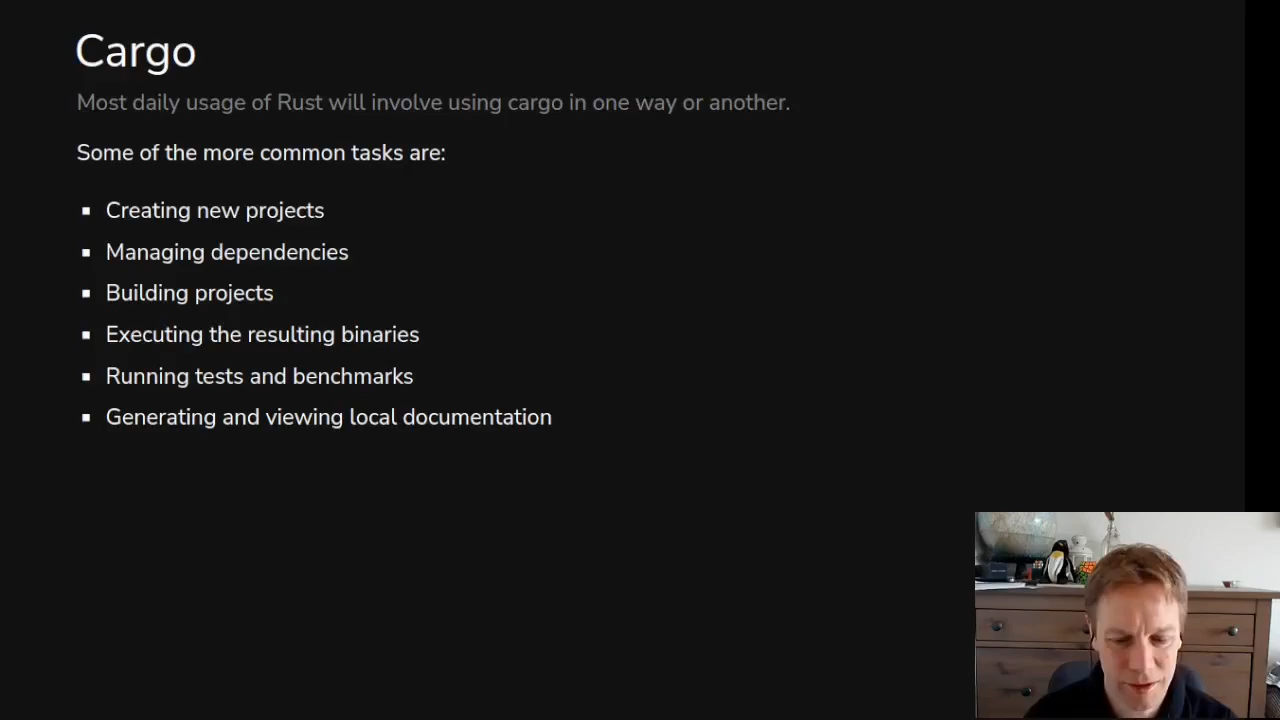 Cargo
Most daily usage of Rust will involve using cargo in one way or another.
Some of the more common tasks are:
Creating new projects
Managing dependencies
Building projects
Executing the resulting binaries
Running tests and benchmarks
Generating and viewing local documentation